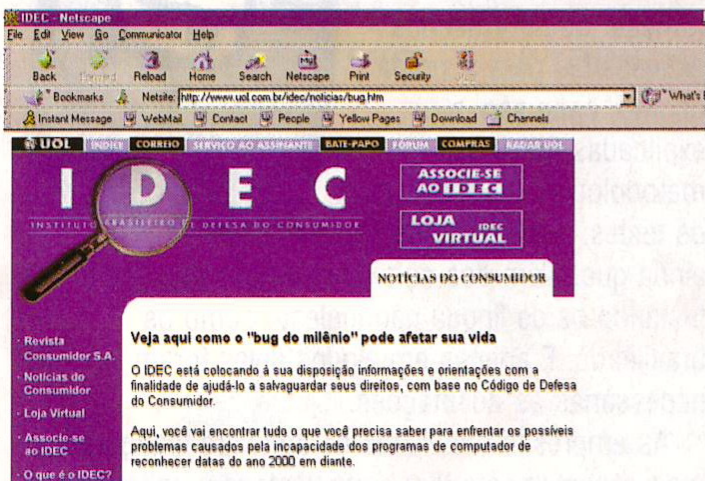 IDEC - Netscape
File Edit View Go Communicator Help
Back Forward Reload Home Search Netscape Print Security Stop
Bookmarks Netsite: http://www.uol.com.br/idec/noticias/bug.htm What's
Instant Message WebMail Contact People Yellow Pages Download Channels
UOL INDICE CORREIO SERVIÇO AO ASSINANTE BATE-PAPO FÓRUM COMPRAS RADAR UOL
IDEC
INSTITUTO BRASILEIRO DE DEFESA DO CONSUMIDOR
ASSOCIE-SE
AO IDEC
LOJA IDEC
VIRTUAL
NOTÍCIAS DO CONSUMIDOR
· Revista
Consumidor S.A.
· Notícias do
Consumidor
· Loja Virtual
· Associe-se
ao IDEC
· O que é o IDEC?
Veja aqui como o "bug do milênio" pode afetar sua vida
O IDEC está colocando à sua disposição informações e orientações com a
finalidade de ajudá-lo a salvaguardar seus direitos, com base no Código de Defesa
do Consumidor.
Aqui, você vai encontrar tudo o que você precisa saber para enfrentar os possíveis
problemas causados pela incapacidade dos programas de computador de
reconhecer datas do ano 2000 em diante.